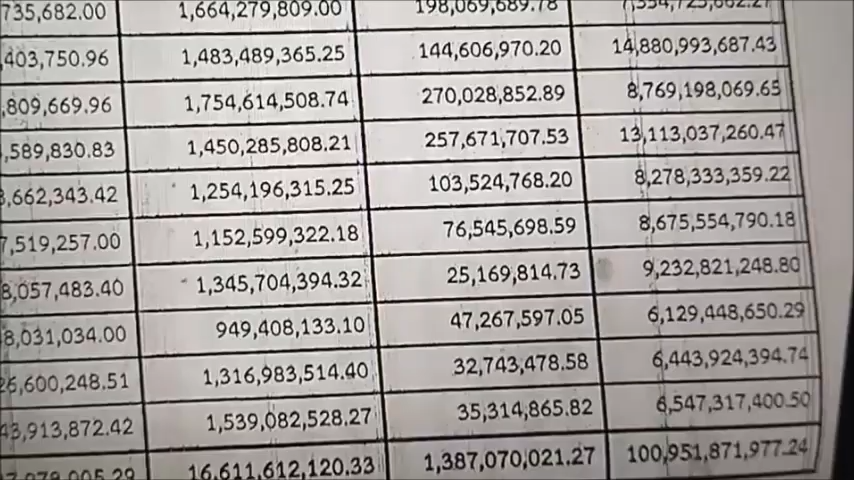 735,682.00 1,664,279,809.00 198,069,689.78
,403,750.96 1,483,489,365.25 144,606,970.20 14,880,993,687.43
,809,669.96 1,754,614,508.74 270,028,852.89 8,769,198,069.65
,589,830.83 1,450,285,808.21 257,671,707.53 13,113,037,260.47
3,662,343.42 1,254,196,315.25 103,524,768.20 8,278,333,359.22
7,519,257.00 1,152,599,322.18 76,545,698.59 8,675,554,790.18
8,057,483.40 1,345,704,394.32 25,169,814.73 9,232,821,248.80
8,031,034.00 949,408,133.10 47,267,597.05 6,129,448,650.29
26,600,248.51 1,316,983,514.40 32,743,478.58 6,443,924,394.74
43,913,872.42 1,539,082,528.27 35,314,865.82 6,547,317,400.50
16,611,612,120.33 1,387,070,021.27 100,951,871,977.24